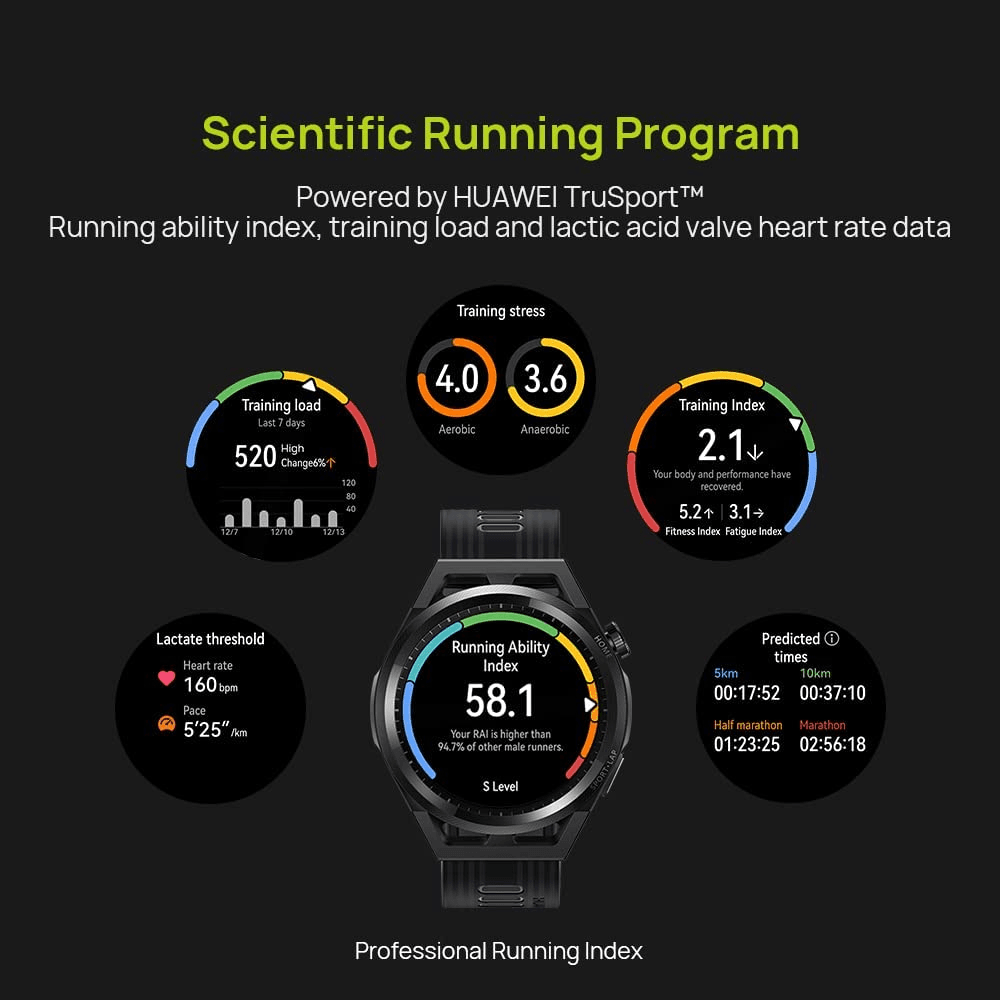 Scientific Running Program
Powered by HUAWEI TruSport™
Running ability index, training load and lactic acid valve heart rate data
Training stress
4.0
3.6
Aerobic
Anaerobic
Training load
Last 7 days
520 High
Change6%↑
120
80
40
12/7 12/10 12/13
Training Index
2.1↓
Your body and performance have
recovered.
5.2↑ 3.1→
Fitness Index Fatigue Index
Lactate threshold
Heart rate
160 bpm
Pace
5'25" /km
HOME
Running Ability
Index
58.1
Your RAI is higher than
94.7% of other male runners.
S Level
SPORT•LAP
Predicted
times
5km 10km
00:17:52 00:37:10
Half marathon Marathon
01:23:25 02:56:18
Professional Running Index